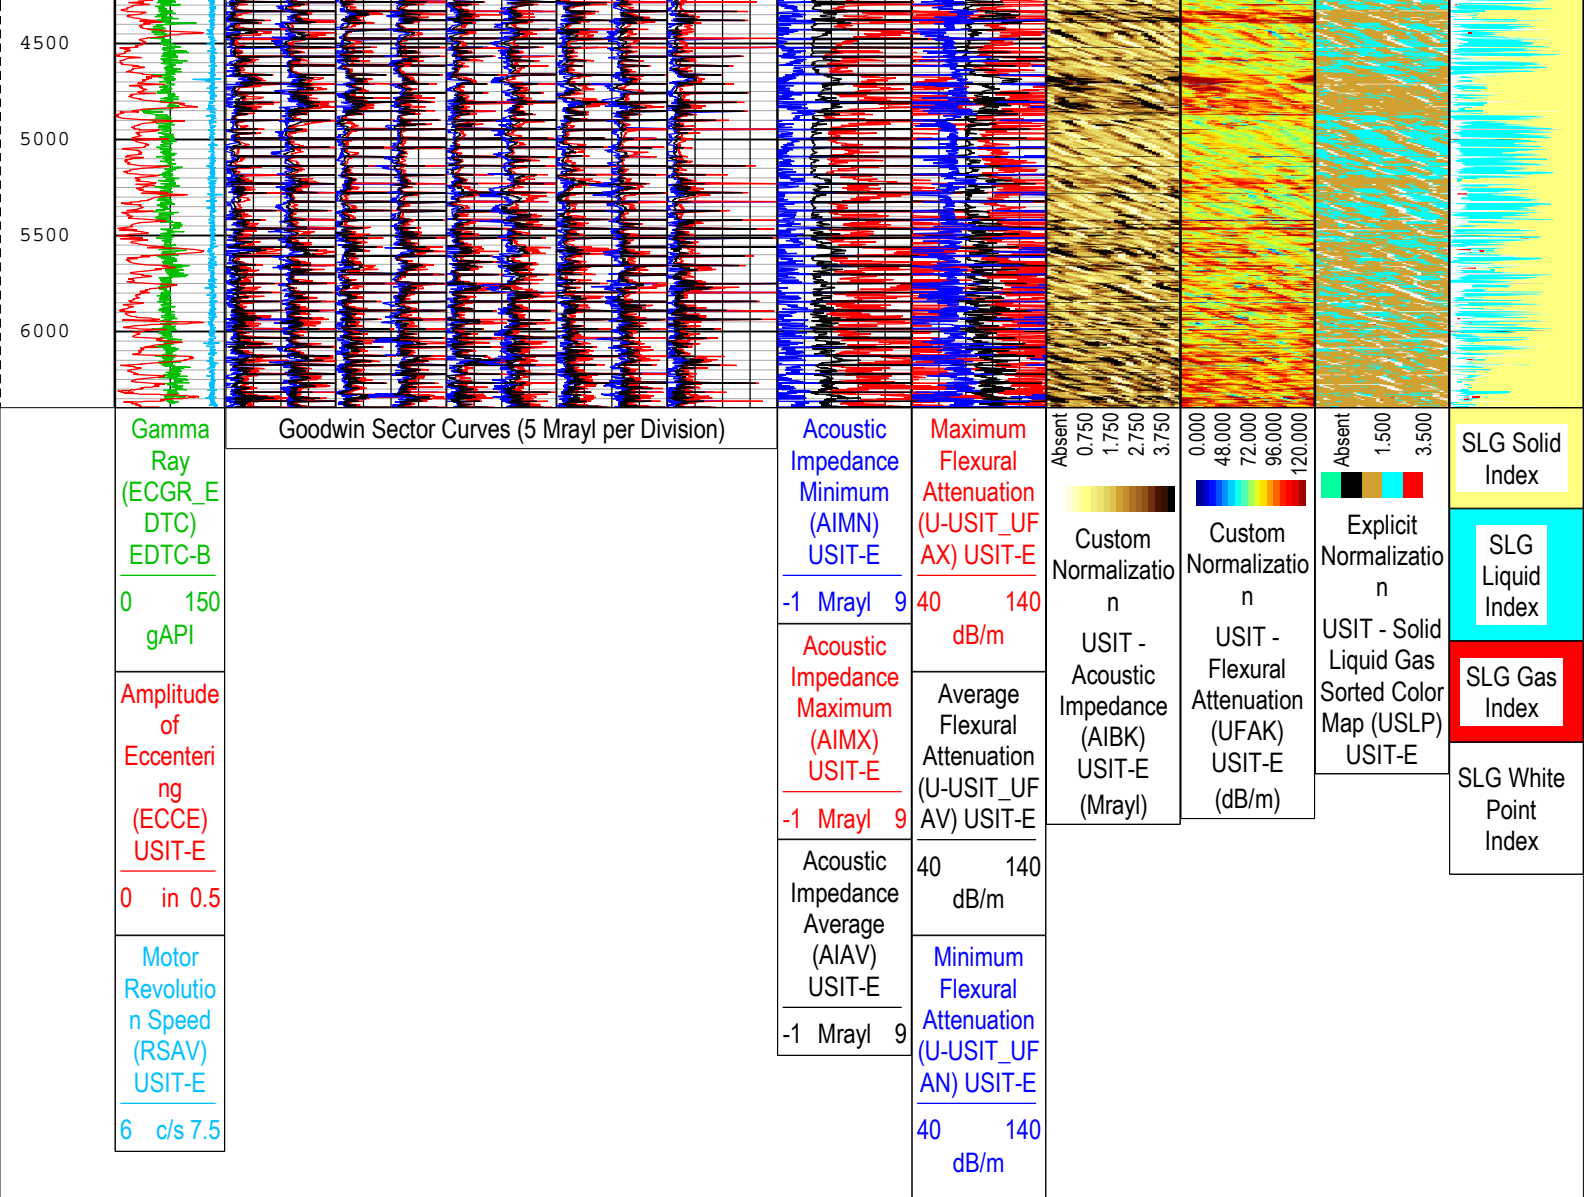 4500
5000
5500
6000
Gamma
Ray
(ECGR_E
DTC)
EDTC-B
0 150
gAPI
Amplitude
of
Eccenteri
ng
(ECCE)
USIT-E
0 in 0.5
Motor
Revolutio
n Speed
(RSAV)
USIT-E
6 c/s 7.5
Goodwin Sector Curves (5 Mrayl per Division)
Acoustic
Impedance
Minimum
(AIMN)
USIT-E
-1 Mrayl 9
Acoustic
Impedance
Maximum
(AIMX)
USIT-E
-1 Mrayl 9
Acoustic
Impedance
Average
(AIAV)
USIT-E
-1 Mrayl 9
Maximum
Flexural
Attenuation
(U-USIT_UF
AX) USIT-E
40 140
dB/m
Average
Flexural
Attenuation
(U-USIT_UF
AV) USIT-E
40 140
dB/m
Minimum
Flexural
Attenuation
(U-USIT_UF
AN) USIT-E
40 140
dB/m
Absent
0.750
1.750
2.750
3.750
Custom
Normalizatio
n
USIT -
Acoustic
Impedance
(AIBK)
USIT-E
(Mrayl)
0.000
48.000
72.000
96.000
120.000
Custom
Normalizatio
n
USIT -
Flexural
Attenuation
(UFAK)
USIT-E
(dB/m)
Absent
1.500
3.500
Explicit
Normalizatio
n
USIT - Solid
Liquid Gas
Sorted Color
Map (USLP)
USIT-E
SLG Solid
Index
SLG
Liquid
Index
SLG Gas
Index
SLG White
Point
Index